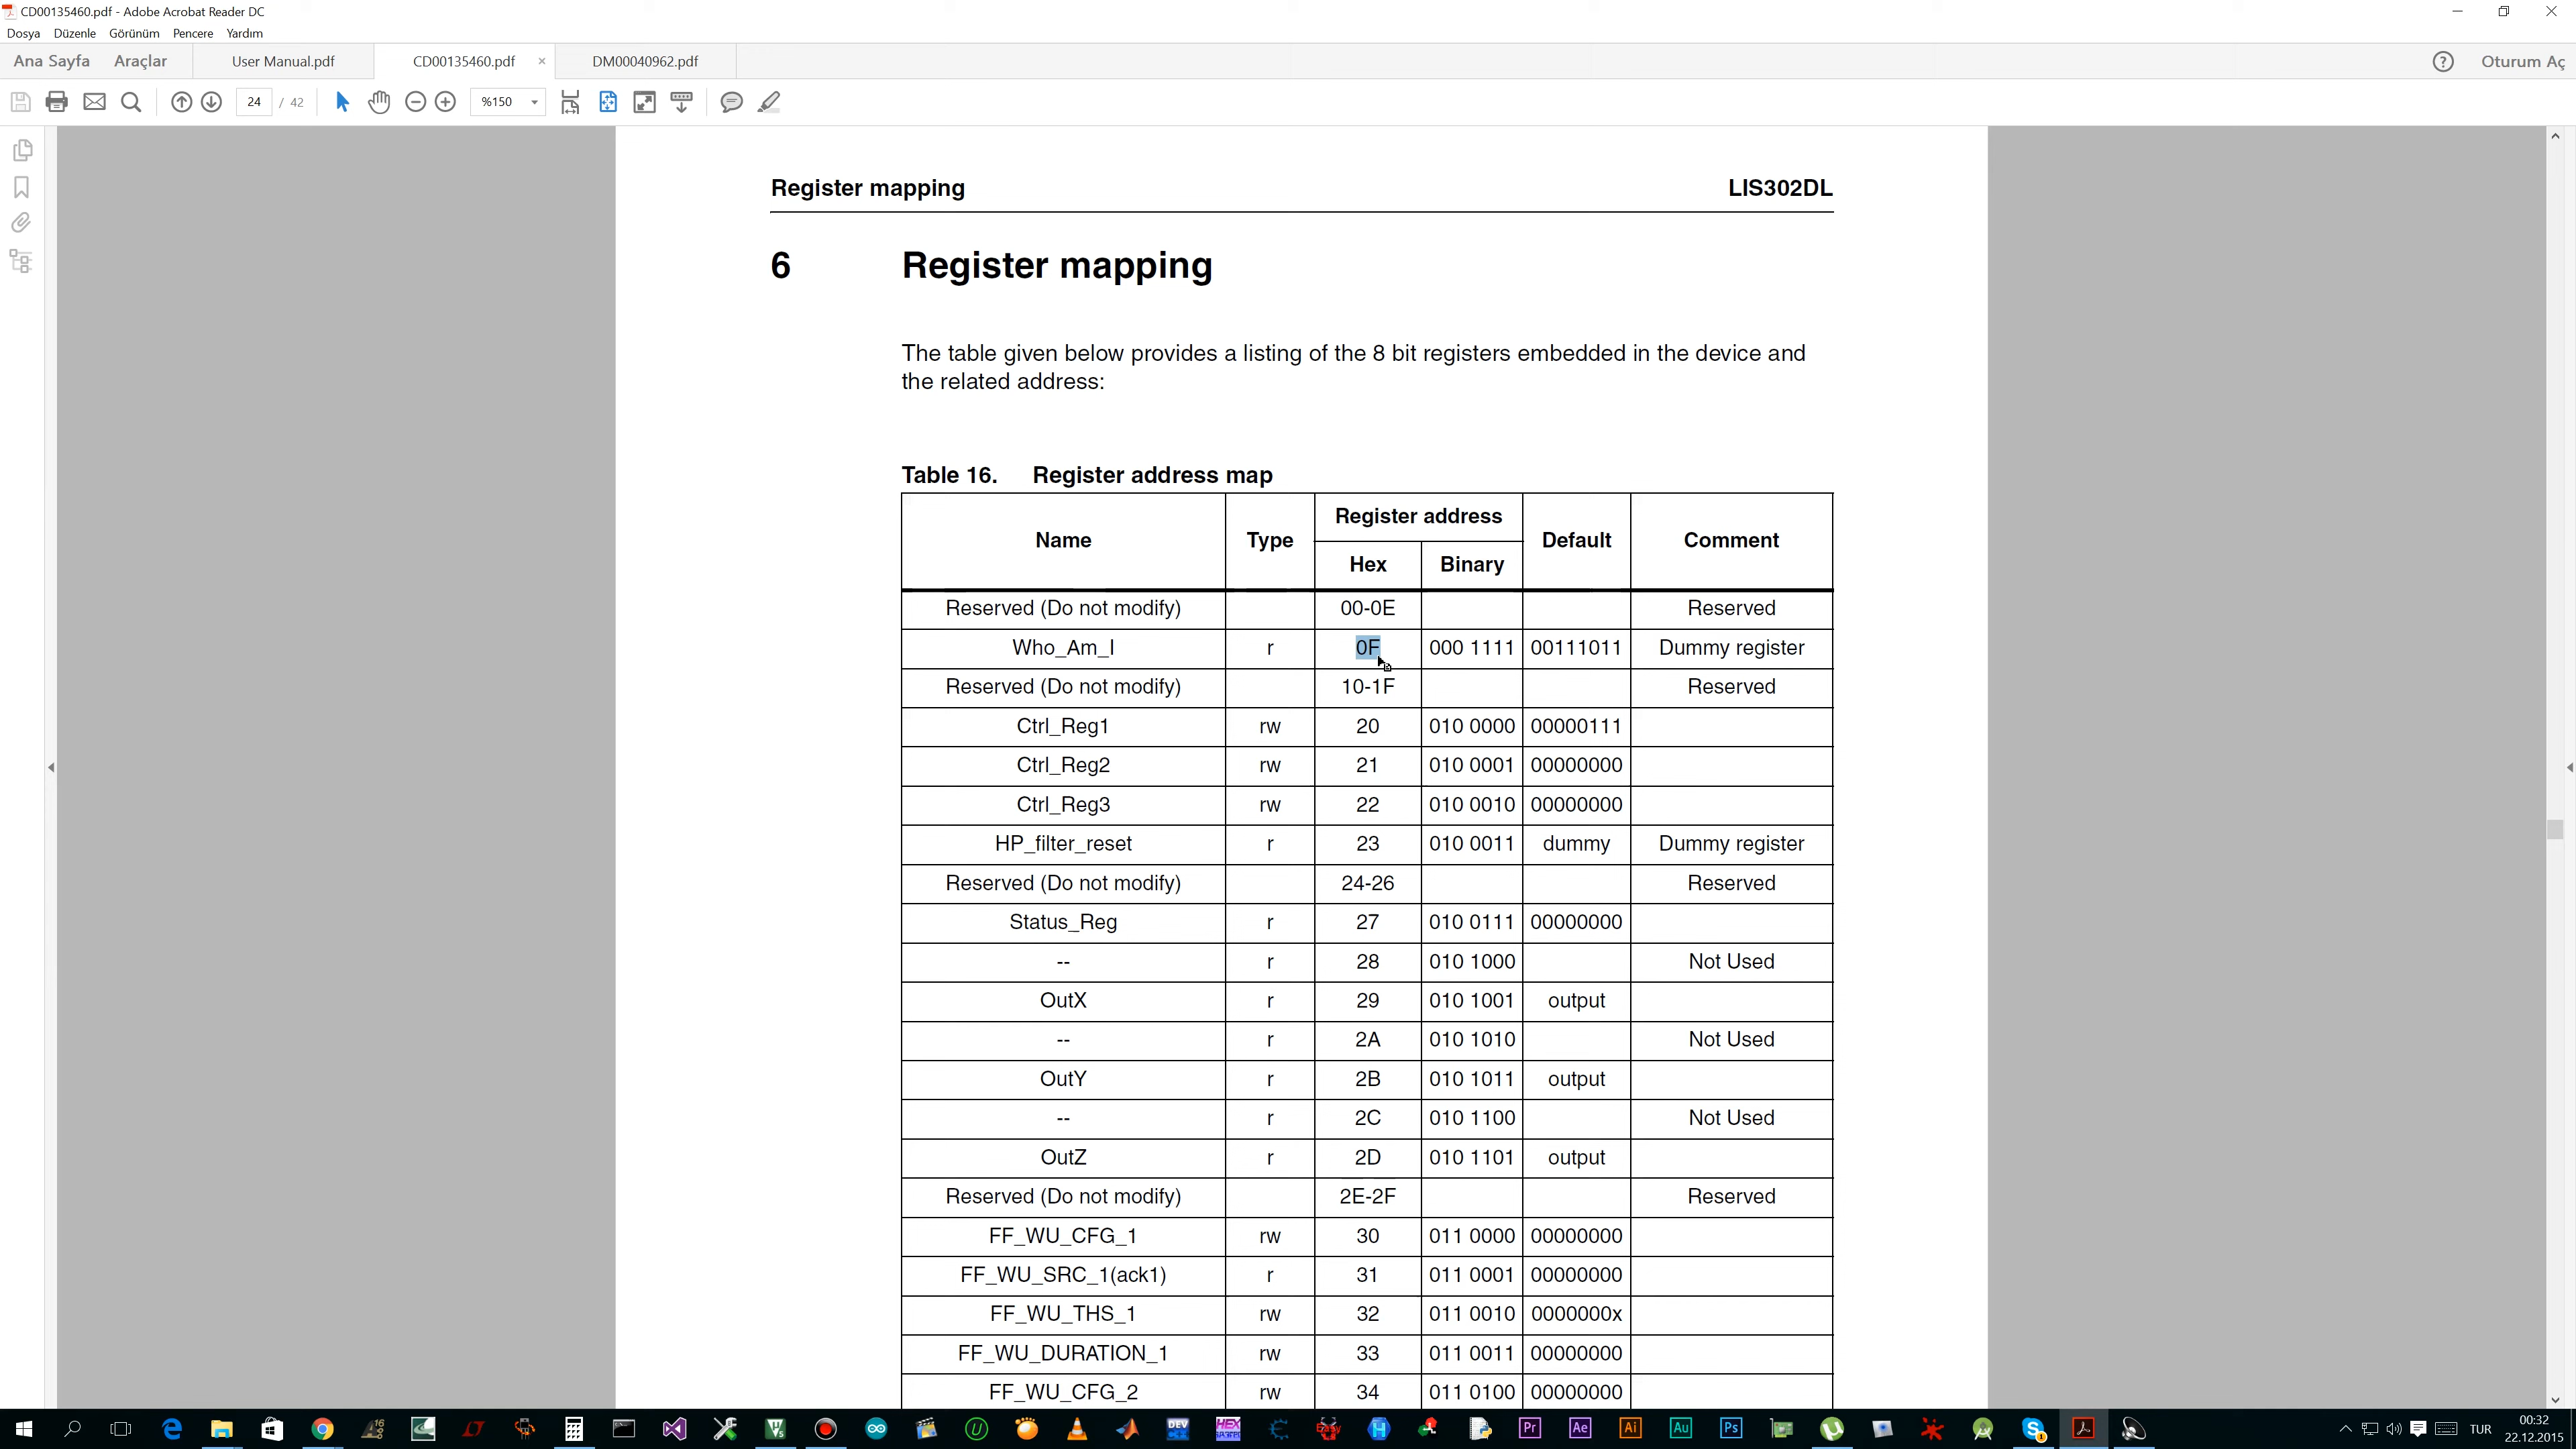 CD00135460.pdf - Adobe Acrobat Reader DC
Dosya Düzenle Görünüm Pencere Yardım
Ana Sayfa Araçlar User Manual.pdf CD00135460.pdf × DM00040962.pdf ? Oturum Aç
24 / 42 %150
Register mapping LIS302DL
6 Register mapping
The table given below provides a listing of the 8 bit registers embedded in the device and
the related address:
Table 16. Register address map
Name Type Register address Default Comment
Hex Binary
Reserved (Do not modify) 00-0E Reserved
Who_Am_I r 0F 000 1111 00111011 Dummy register
Reserved (Do not modify) 10-1F Reserved
Ctrl_Reg1 rw 20 010 0000 00000111
Ctrl_Reg2 rw 21 010 0001 00000000
Ctrl_Reg3 rw 22 010 0010 00000000
HP_filter_reset r 23 010 0011 dummy Dummy register
Reserved (Do not modify) 24-26 Reserved
Status_Reg r 27 010 0111 00000000
-- r 28 010 1000 Not Used
OutX r 29 010 1001 output
-- r 2A 010 1010 Not Used
OutY r 2B 010 1011 output
-- r 2C 010 1100 Not Used
OutZ r 2D 010 1101 output
Reserved (Do not modify) 2E-2F Reserved
FF_WU_CFG_1 rw 30 011 0000 00000000
FF_WU_SRC_1(ack1) r 31 011 0001 00000000
FF_WU_THS_1 rw 32 011 0010 0000000x
FF_WU_DURATION_1 rw 33 011 0011 00000000
FF_WU_CFG_2 rw 34 011 0100 00000000
DEV HEX Pr Ae Ai Au Ps TUR 00:32
22.12.2015